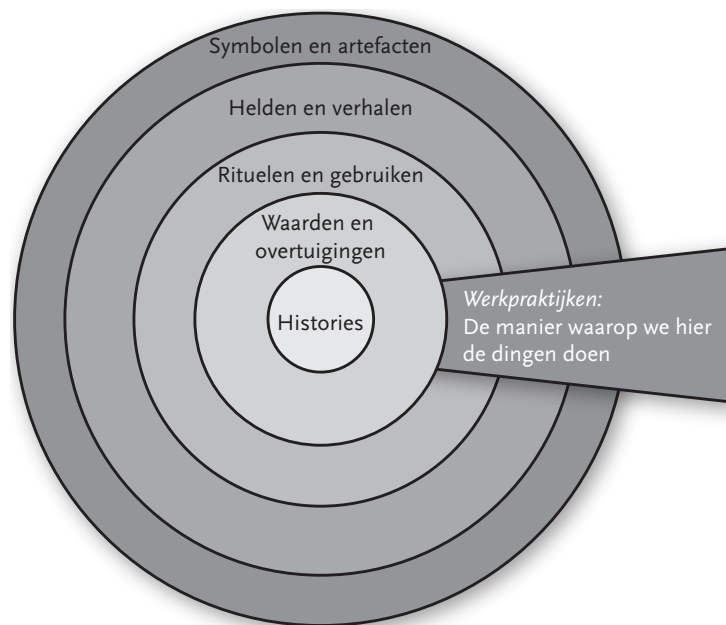 Symbolen en artefacten
Helden en verhalen
Rituelen en gebruiken
Waarden en
overtuigingen
Histories
Werkpraktijken:
De manier waarop we hier
de dingen doen